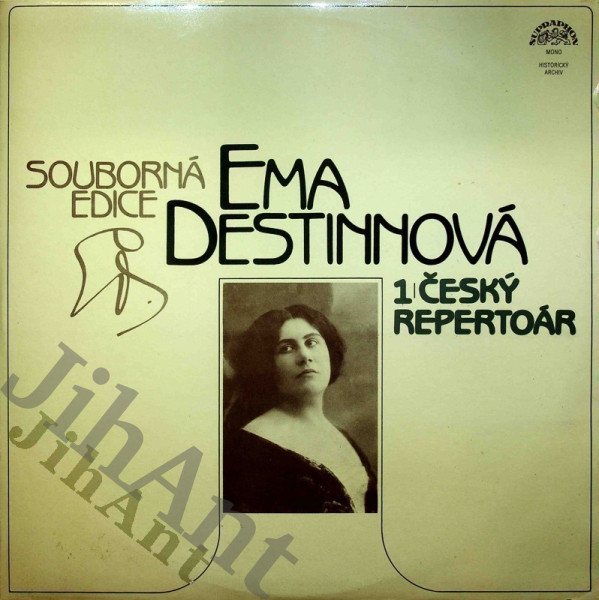 SUPRAPHON
MONO
HISTORICKÝ
ARCHIV
SOUBORNÁ
EDICE
EMA
DESTINNOVÁ
1 ČESKÝ
REPERTOÁR
JihAnt
JihAnt